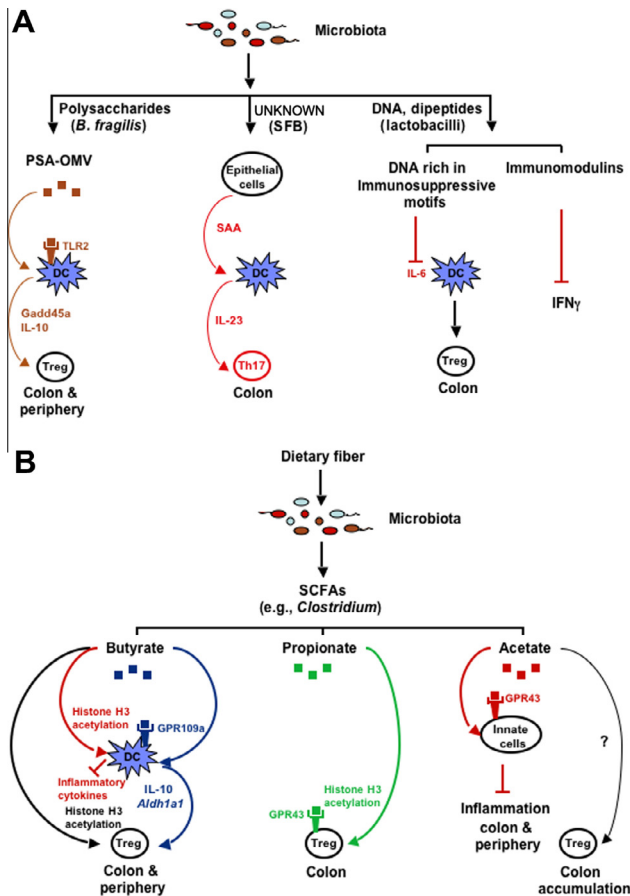 A
Microbiota
Polysaccharides
(B. fragilis)
UNKNOWN
(SFB)
DNA, dipeptides
(lactobacilli)
PSA-OMV
Epithelial
cells
DNA rich in
Immunosuppressive
motifs
Immunomodulins
TLR2
SAA
DC
DC
IL-6
DC
IFNγ
Gadd45a
IL-10
IL-23
Treg
Th17
Treg
Colon &
periphery
Colon
Colon
B
Dietary fiber
Microbiota
SCFAs
(e.g., Clostridium)
Butyrate
Propionate
Acetate
Histone H3
acetylation
GPR109a
DC
Inflammatory
cytokines
IL-10
Aldh1a1
Histone H3
acetylation
Treg
Colon &
periphery
Histone H3
acetylation
GPR43
Treg
Colon
GPR43
Innate
cells
?
Inflammation
colon &
periphery
Treg
Colon
accumulation